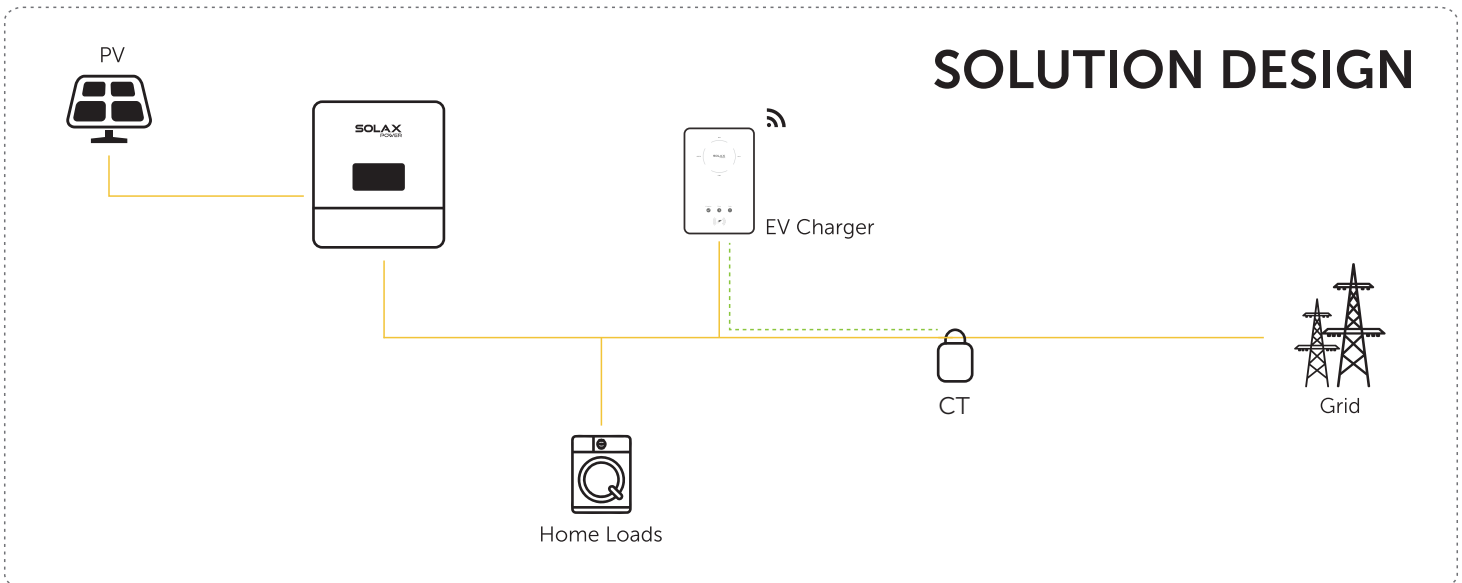 PV
SOLUTION DESIGN
SOLAX
POWER
EV Charger
CT
Grid
Home Loads